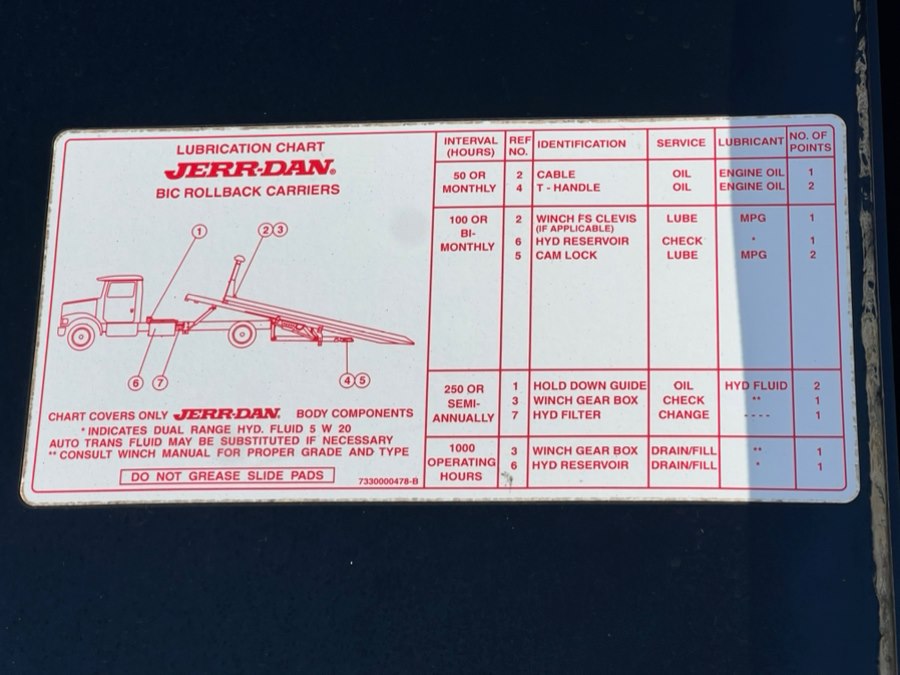 LUBRICATION CHART
JERR-DAN®
BIC ROLLBACK CARRIERS
1
2 3
6 7
4 5
CHART COVERS ONLY JERR-DAN. BODY COMPONENTS
* INDICATES DUAL RANGE HYD. FLUID 5 W 20
AUTO TRANS FLUID MAY BE SUBSTITUTED IF NECESSARY
** CONSULT WINCH MANUAL FOR PROPER GRADE AND TYPE
DO NOT GREASE SLIDE PADS
7330000478-B
INTERVAL (HOURS) REF NO. IDENTIFICATION SERVICE LUBRICANT NO. OF POINTS
50 OR MONTHLY
2 CABLE OIL ENGINE OIL 1
4 T - HANDLE OIL ENGINE OIL 2
100 OR BI-MONTHLY
2 WINCH FS CLEVIS LUBE MPG 1
(IF APPLICABLE)
6 HYD RESERVOIR CHECK * 1
5 CAM LOCK LUBE MPG 2
250 OR SEMI-ANNUALLY
1 HOLD DOWN GUIDE OIL HYD FLUID 2
3 WINCH GEAR BOX CHECK ** 1
7 HYD FILTER CHANGE - - - - 1
1000 OPERATING HOURS
3 WINCH GEAR BOX DRAIN/FILL ** 1
6 HYD RESERVOIR DRAIN/FILL * 1